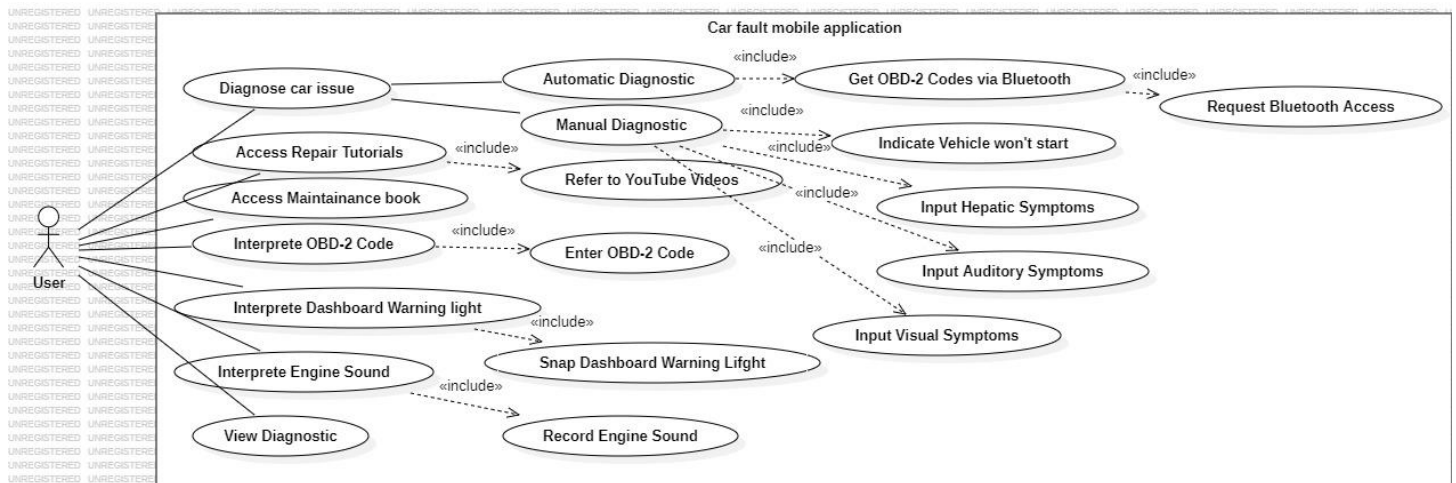 Car fault mobile application
Diagnose car issue
Automatic Diagnostic
«include»
Get OBD-2 Codes via Bluetooth
«include»
Request Bluetooth Access
Manual Diagnostic
«include»
Indicate Vehicle won't start
«include»
Input Hepatic Symptoms
«include»
Input Auditory Symptoms
«include»
Input Visual Symptoms
Access Repair Tutorials
«include»
Refer to YouTube Videos
Access Maintainance book
Interprete OBD-2 Code
«include»
Enter OBD-2 Code
User
Interprete Dashboard Warning light
«include»
Snap Dashboard Warning Lifght
Interprete Engine Sound
«include»
Record Engine Sound
View Diagnostic
UNREGISTERED UNREGISTERED